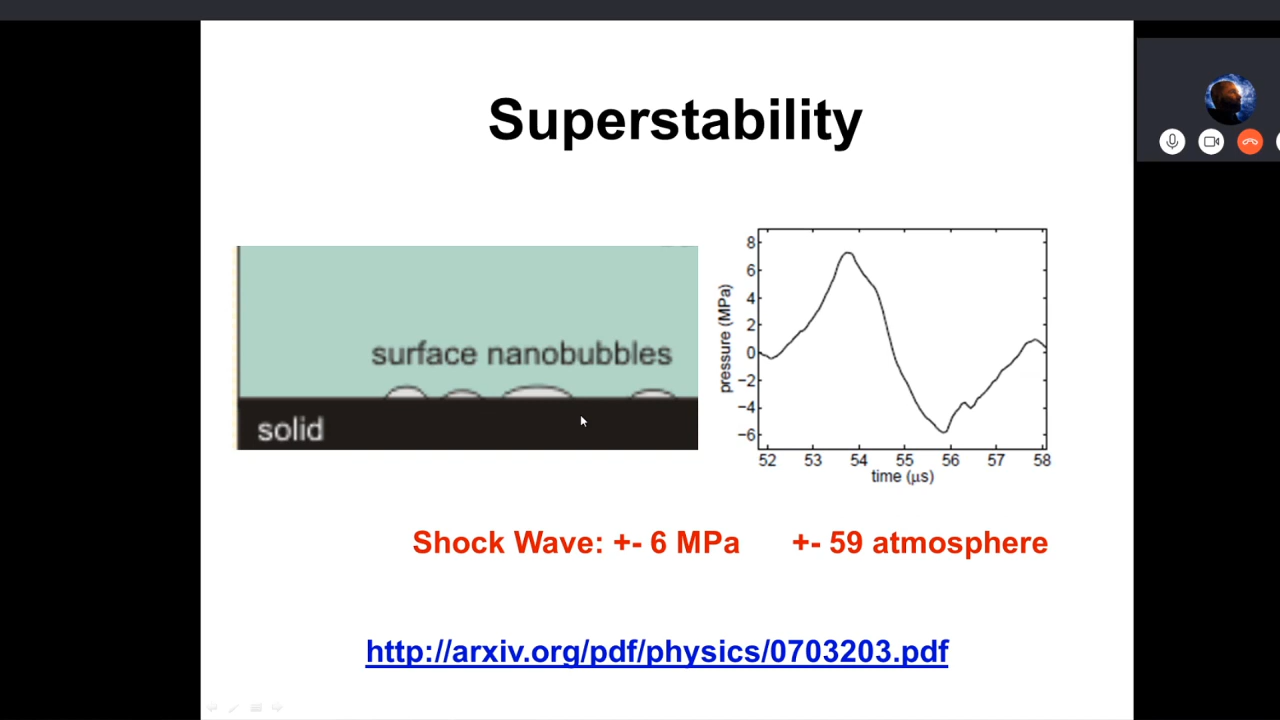 Superstability
surface nanobubbles
solid
8
6
4
2
0
−2
−4
−6
pressure (MPa)
52 53 54 55 56 57 58
time (μs)
Shock Wave: +- 6 MPa +- 59 atmosphere
http://arxiv.org/pdf/physics/0703203.pdf